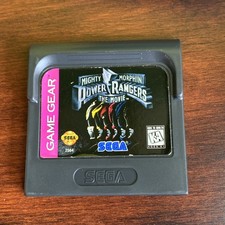 GAME GEAR
MIGHTY MORPHIN
POWER RANGERS
THE MOVIE
SEGA
K-A
SEGA